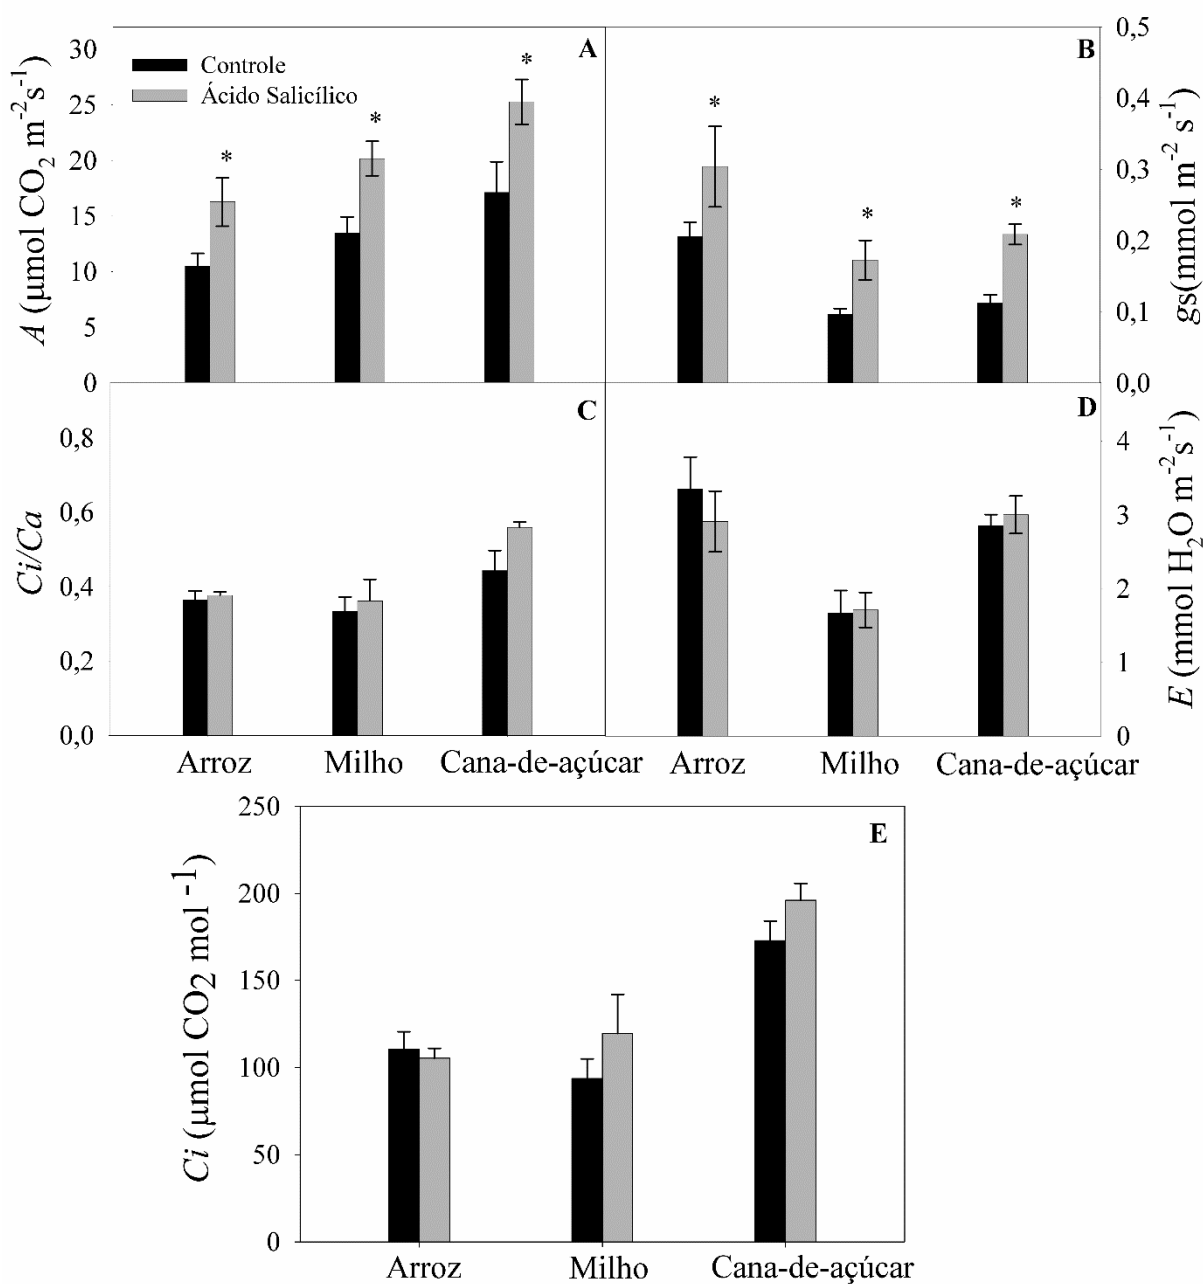 A
Controle
Ácido Salicílico
30
25
20
15
10
5
0
A (µmol CO2 m-2s-1)
*
*
*
B
0,5
0,4
0,3
0,2
0,1
0,0
gs(mmol m-2 s-1)
*
*
*
C
0,8
0,6
0,4
0,2
0,0
Ci/Ca
Arroz
Milho
Cana-de-açúcar
D
4
3
2
1
0
E (mmol H2O m-2s-1)
Arroz
Milho
Cana-de-açúcar
E
250
200
150
100
50
0
Ci (µmol CO2 mol -1)
Arroz
Milho
Cana-de-açúcar